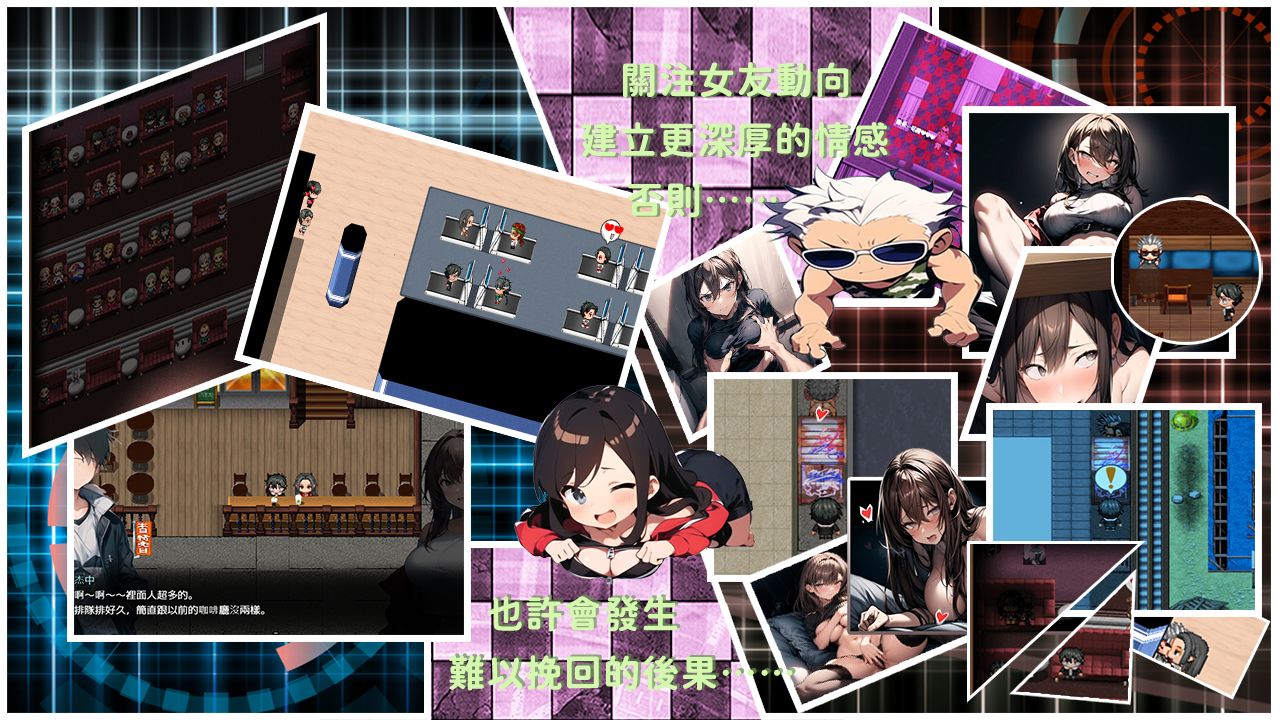 關注女友動向
建立更深厚的情感
否則……
杰中
啊～啊～～裡面人超多的。
排隊排好久，簡直跟以前的咖啡廳沒兩樣。
也許會發生
難以挽回的後果……